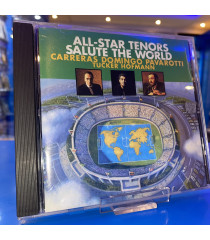 ALL-STAR TENORS
SALUTE THE WORLD
CARRERAS DOMINGO PAVAROTTI
TUCKER HOFMANN